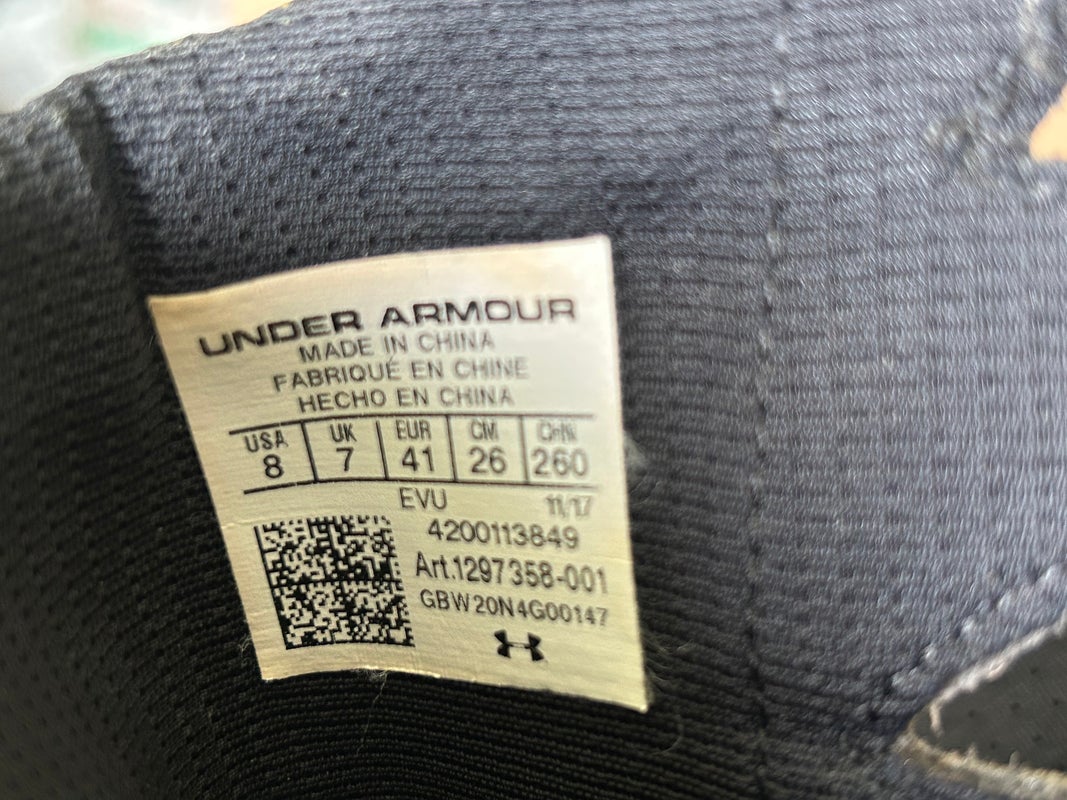 UNDER ARMOUR
MADE IN CHINA
FABRIQUÉ EN CHINE
HECHO EN CHINA
USA UK EUR CM CHN
8 7 41 26 260
EVU 11/17
4200113849
Art.1297358-001
GBW20N4G00147